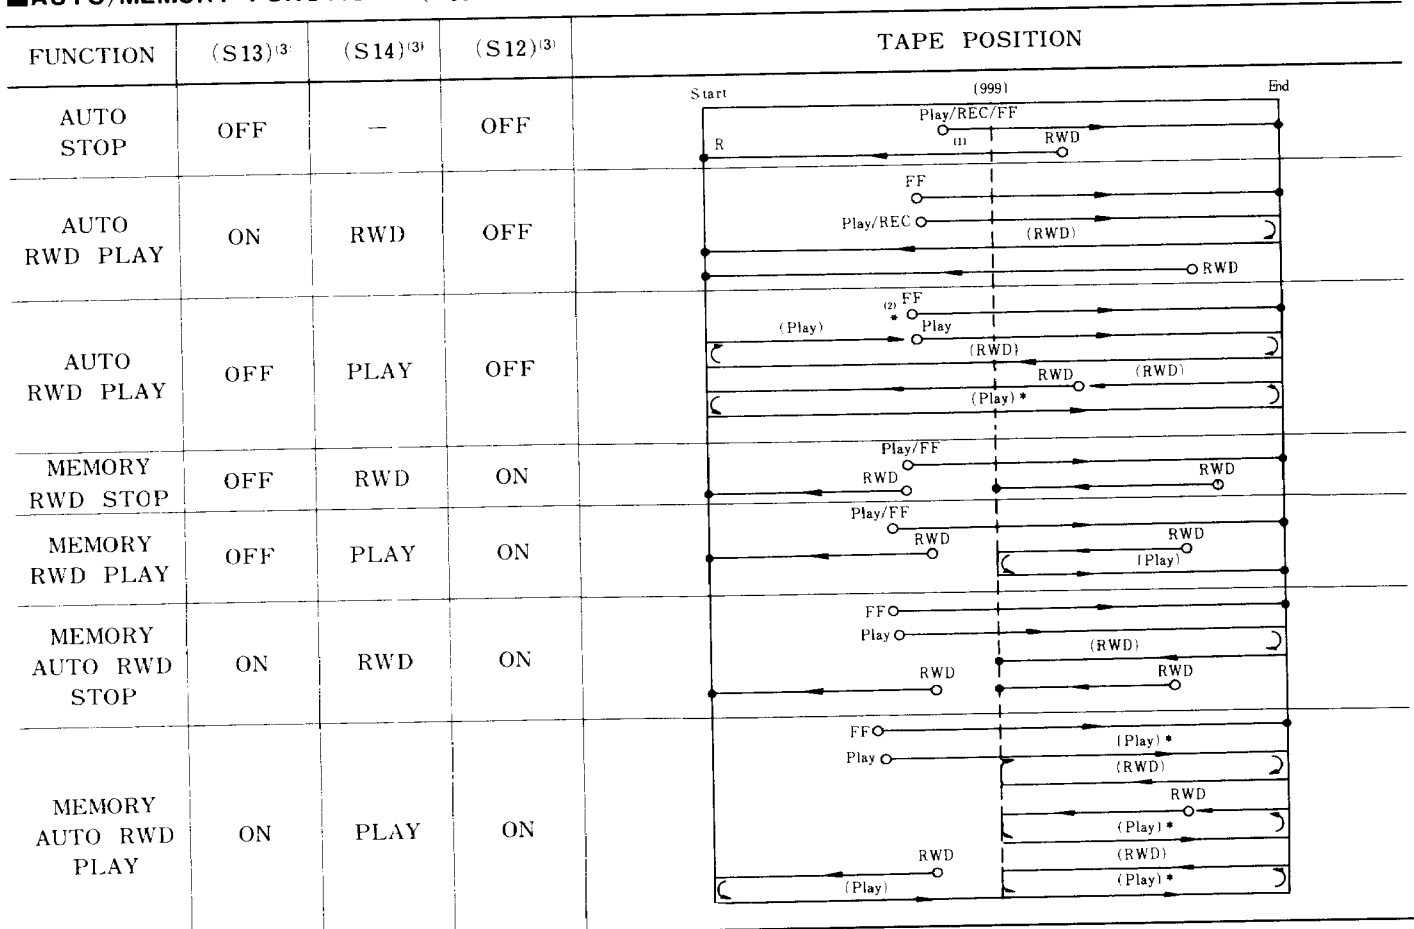 FUNCTION (S13)(3) (S14)(3) (S12)(3) TAPE POSITION
Start (999) End
AUTO STOP OFF — OFF
Play/REC/FF
R (1) RWD
AUTO RWD PLAY ON RWD OFF
FF
Play/REC (RWD)
RWD
AUTO RWD PLAY OFF PLAY OFF
(2) * FF
(Play) Play
(RWD)
RWD (RWD)
(Play) *
MEMORY RWD STOP OFF RWD ON
Play/FF
RWD RWD
MEMORY RWD PLAY OFF PLAY ON
Play/FF
RWD RWD
(Play)
MEMORY AUTO RWD STOP ON RWD ON
FF
Play (RWD)
RWD RWD
MEMORY AUTO RWD PLAY ON PLAY ON
FF
(Play) *
Play (RWD)
RWD
(Play) *
RWD (RWD)
(Play) (Play) *